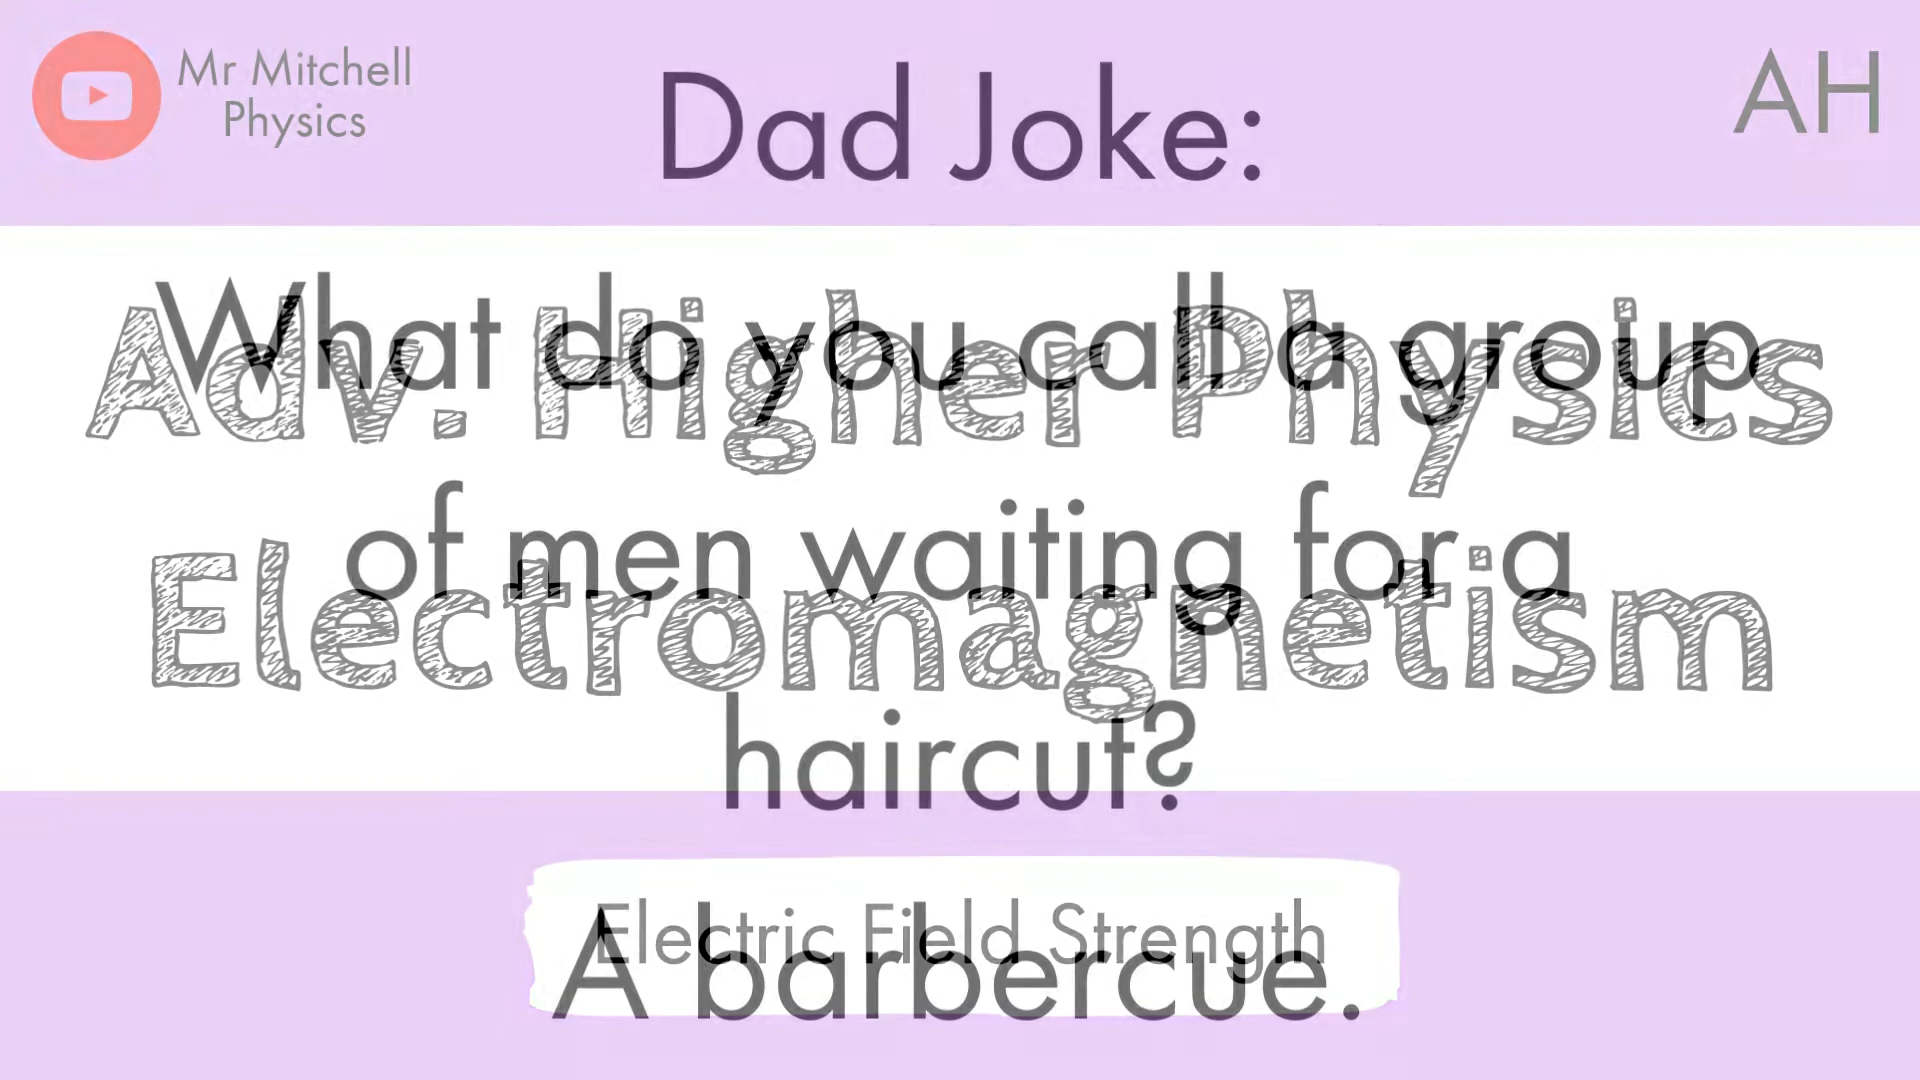 Mr Mitchell
Physics
Dad Joke:
AH
What do you call a group
of men waiting for a
haircut?
A barbercue.
Adv. Higher Physics
Electromagnetism
Electric Field Strength